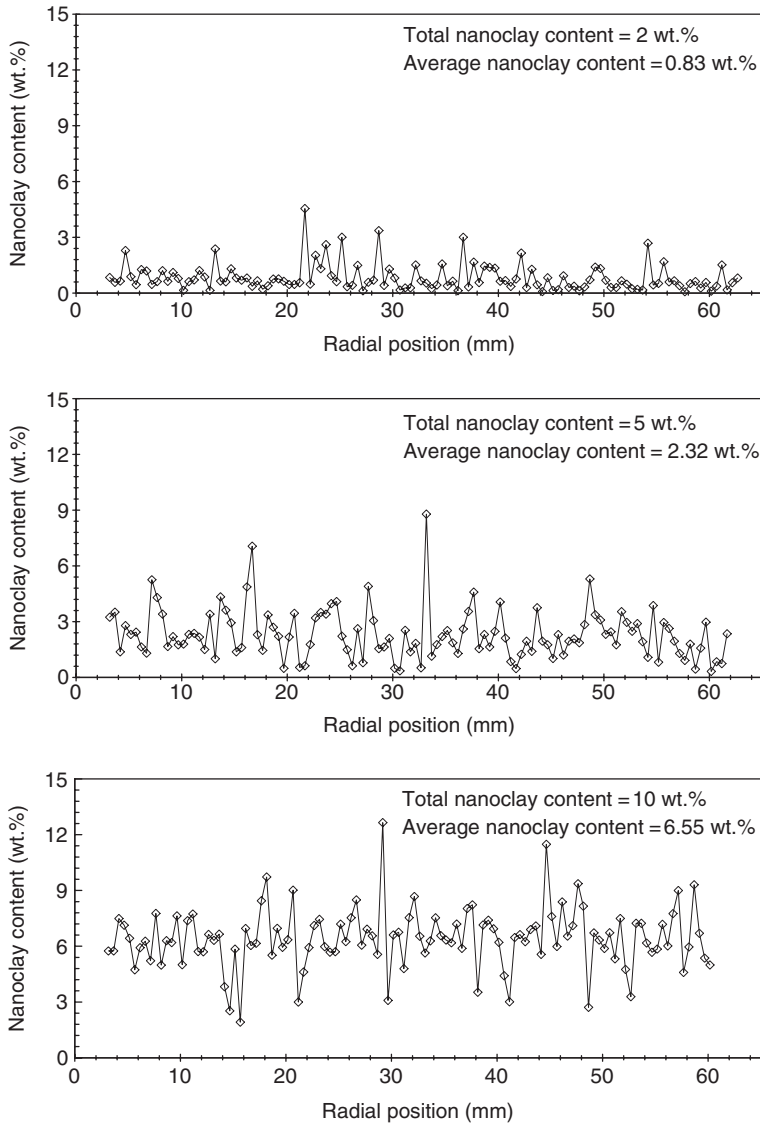 15
12
9
6
3
0
Nanoclay content (wt.%)
Total nanoclay content = 2 wt.%
Average nanoclay content = 0.83 wt.%
0 10 20 30 40 50 60
Radial position (mm)
15
12
9
6
3
0
Nanoclay content (wt.%)
Total nanoclay content = 5 wt.%
Average nanoclay content = 2.32 wt.%
0 10 20 30 40 50 60
Radial position (mm)
15
12
9
6
3
0
Nanoclay content (wt.%)
Total nanoclay content = 10 wt.%
Average nanoclay content = 6.55 wt.%
0 10 20 30 40 50 60
Radial position (mm)